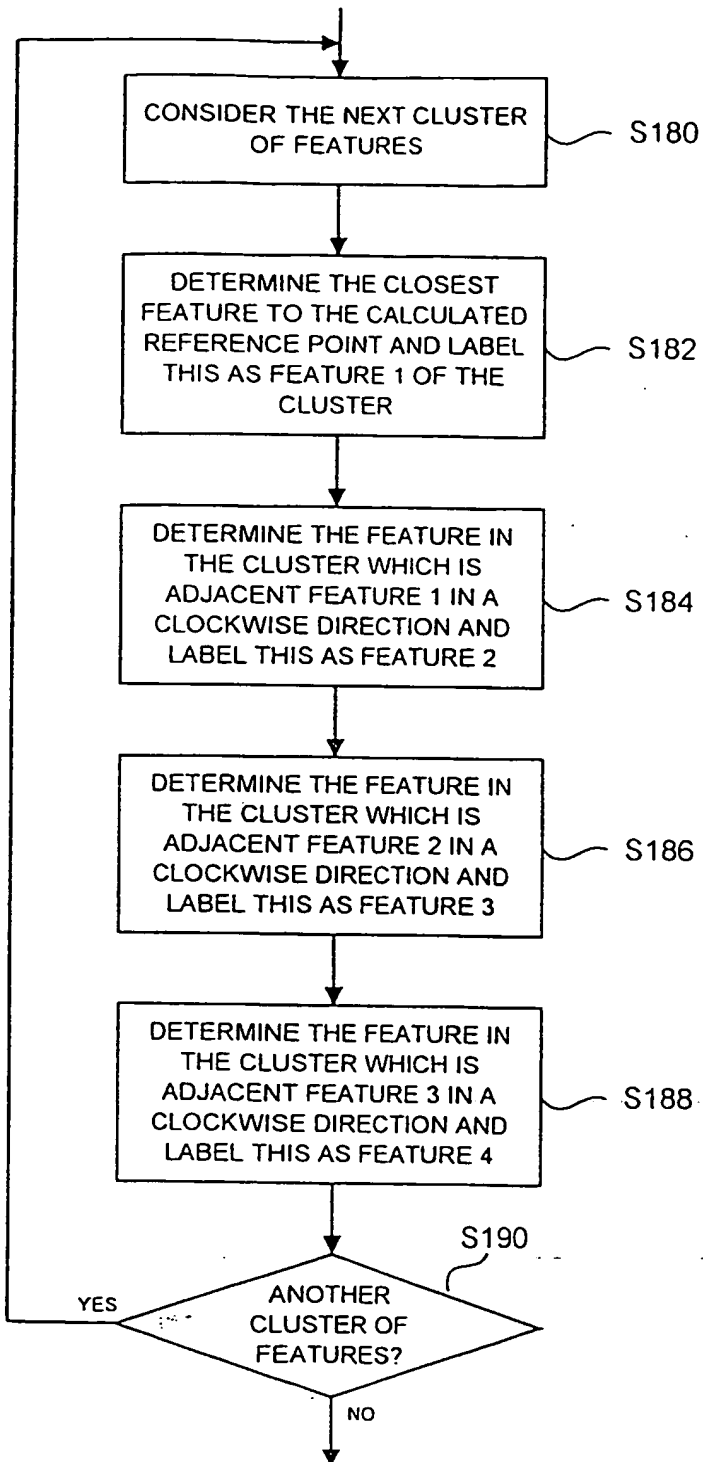 CONSIDER THE NEXT CLUSTER
OF FEATURES
S180
DETERMINE THE CLOSEST
FEATURE TO THE CALCULATED
REFERENCE POINT AND LABEL
THIS AS FEATURE 1 OF THE
CLUSTER
S182
DETERMINE THE FEATURE IN
THE CLUSTER WHICH IS
ADJACENT FEATURE 1 IN A
CLOCKWISE DIRECTION AND
LABEL THIS AS FEATURE 2
S184
DETERMINE THE FEATURE IN
THE CLUSTER WHICH IS
ADJACENT FEATURE 2 IN A
CLOCKWISE DIRECTION AND
LABEL THIS AS FEATURE 3
S186
DETERMINE THE FEATURE IN
THE CLUSTER WHICH IS
ADJACENT FEATURE 3 IN A
CLOCKWISE DIRECTION AND
LABEL THIS AS FEATURE 4
S188
S190
YES
ANOTHER
CLUSTER OF
FEATURES?
NO